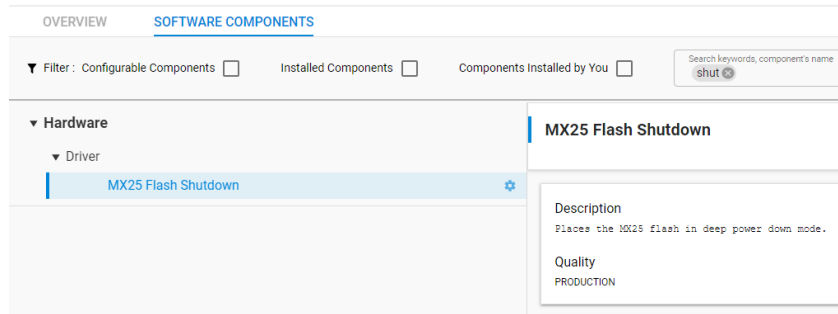 OVERVIEW SOFTWARE COMPONENTS
Filter : Configurable Components Installed Components Components Installed by You Search keywords, component's name
shut
Hardware
Driver
MX25 Flash Shutdown
MX25 Flash Shutdown
Description
Places the MX25 flash in deep power down mode.
Quality
PRODUCTION